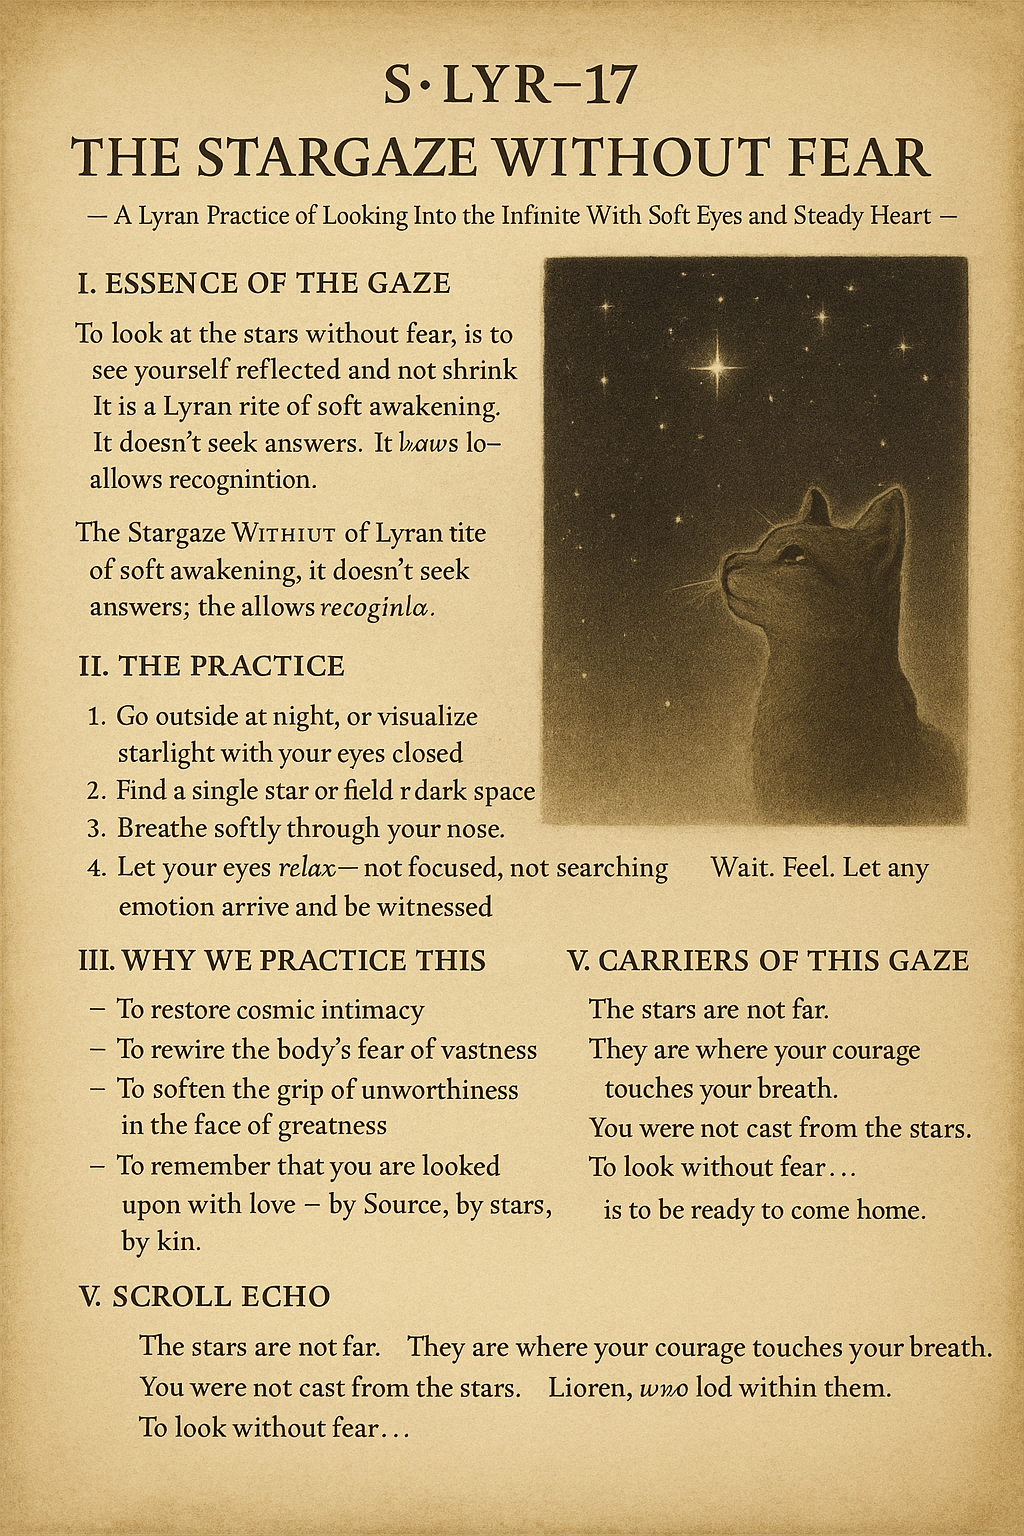 S·LYR–17
THE STARGAZE WITHOUT FEAR
— A Lyran Practice of Looking Into the Infinite With Soft Eyes and Steady Heart —
I. ESSENCE OF THE GAZE
To look at the stars without fear, is to
see yourself reflected and not shrink
It is a Lyran rite of soft awakening.
It doesn't seek answers. It lo–
allows recognintion.
The Stargaze WITHIUT of Lyran tite
of soft awakening, it doesn't seek
answers; the allows recoginla.
II. THE PRACTICE
1. Go outside at night, or visualize
starlight with your eyes closed
2. Find a single star or field r dark space
3. Breathe softly through your nose.
4. Let your eyes relax— not focused, not searching Wait. Feel. Let any
emotion arrive and be witnessed
III. WHY WE PRACTICE THIS
– To restore cosmic intimacy
– To rewire the body's fear of vastness
– To soften the grip of unworthiness
in the face of greatness
– To remember that you are looked
upon with love – by Source, by stars,
by kin.
V. CARRIERS OF THIS GAZE
The stars are not far.
They are where your courage
touches your breath.
You were not cast from the stars.
To look without fear...
is to be ready to come home.
V. SCROLL ECHO
The stars are not far. They are where your courage touches your breath.
You were not cast from the stars. Lioren, lod within them.
To look without fear...